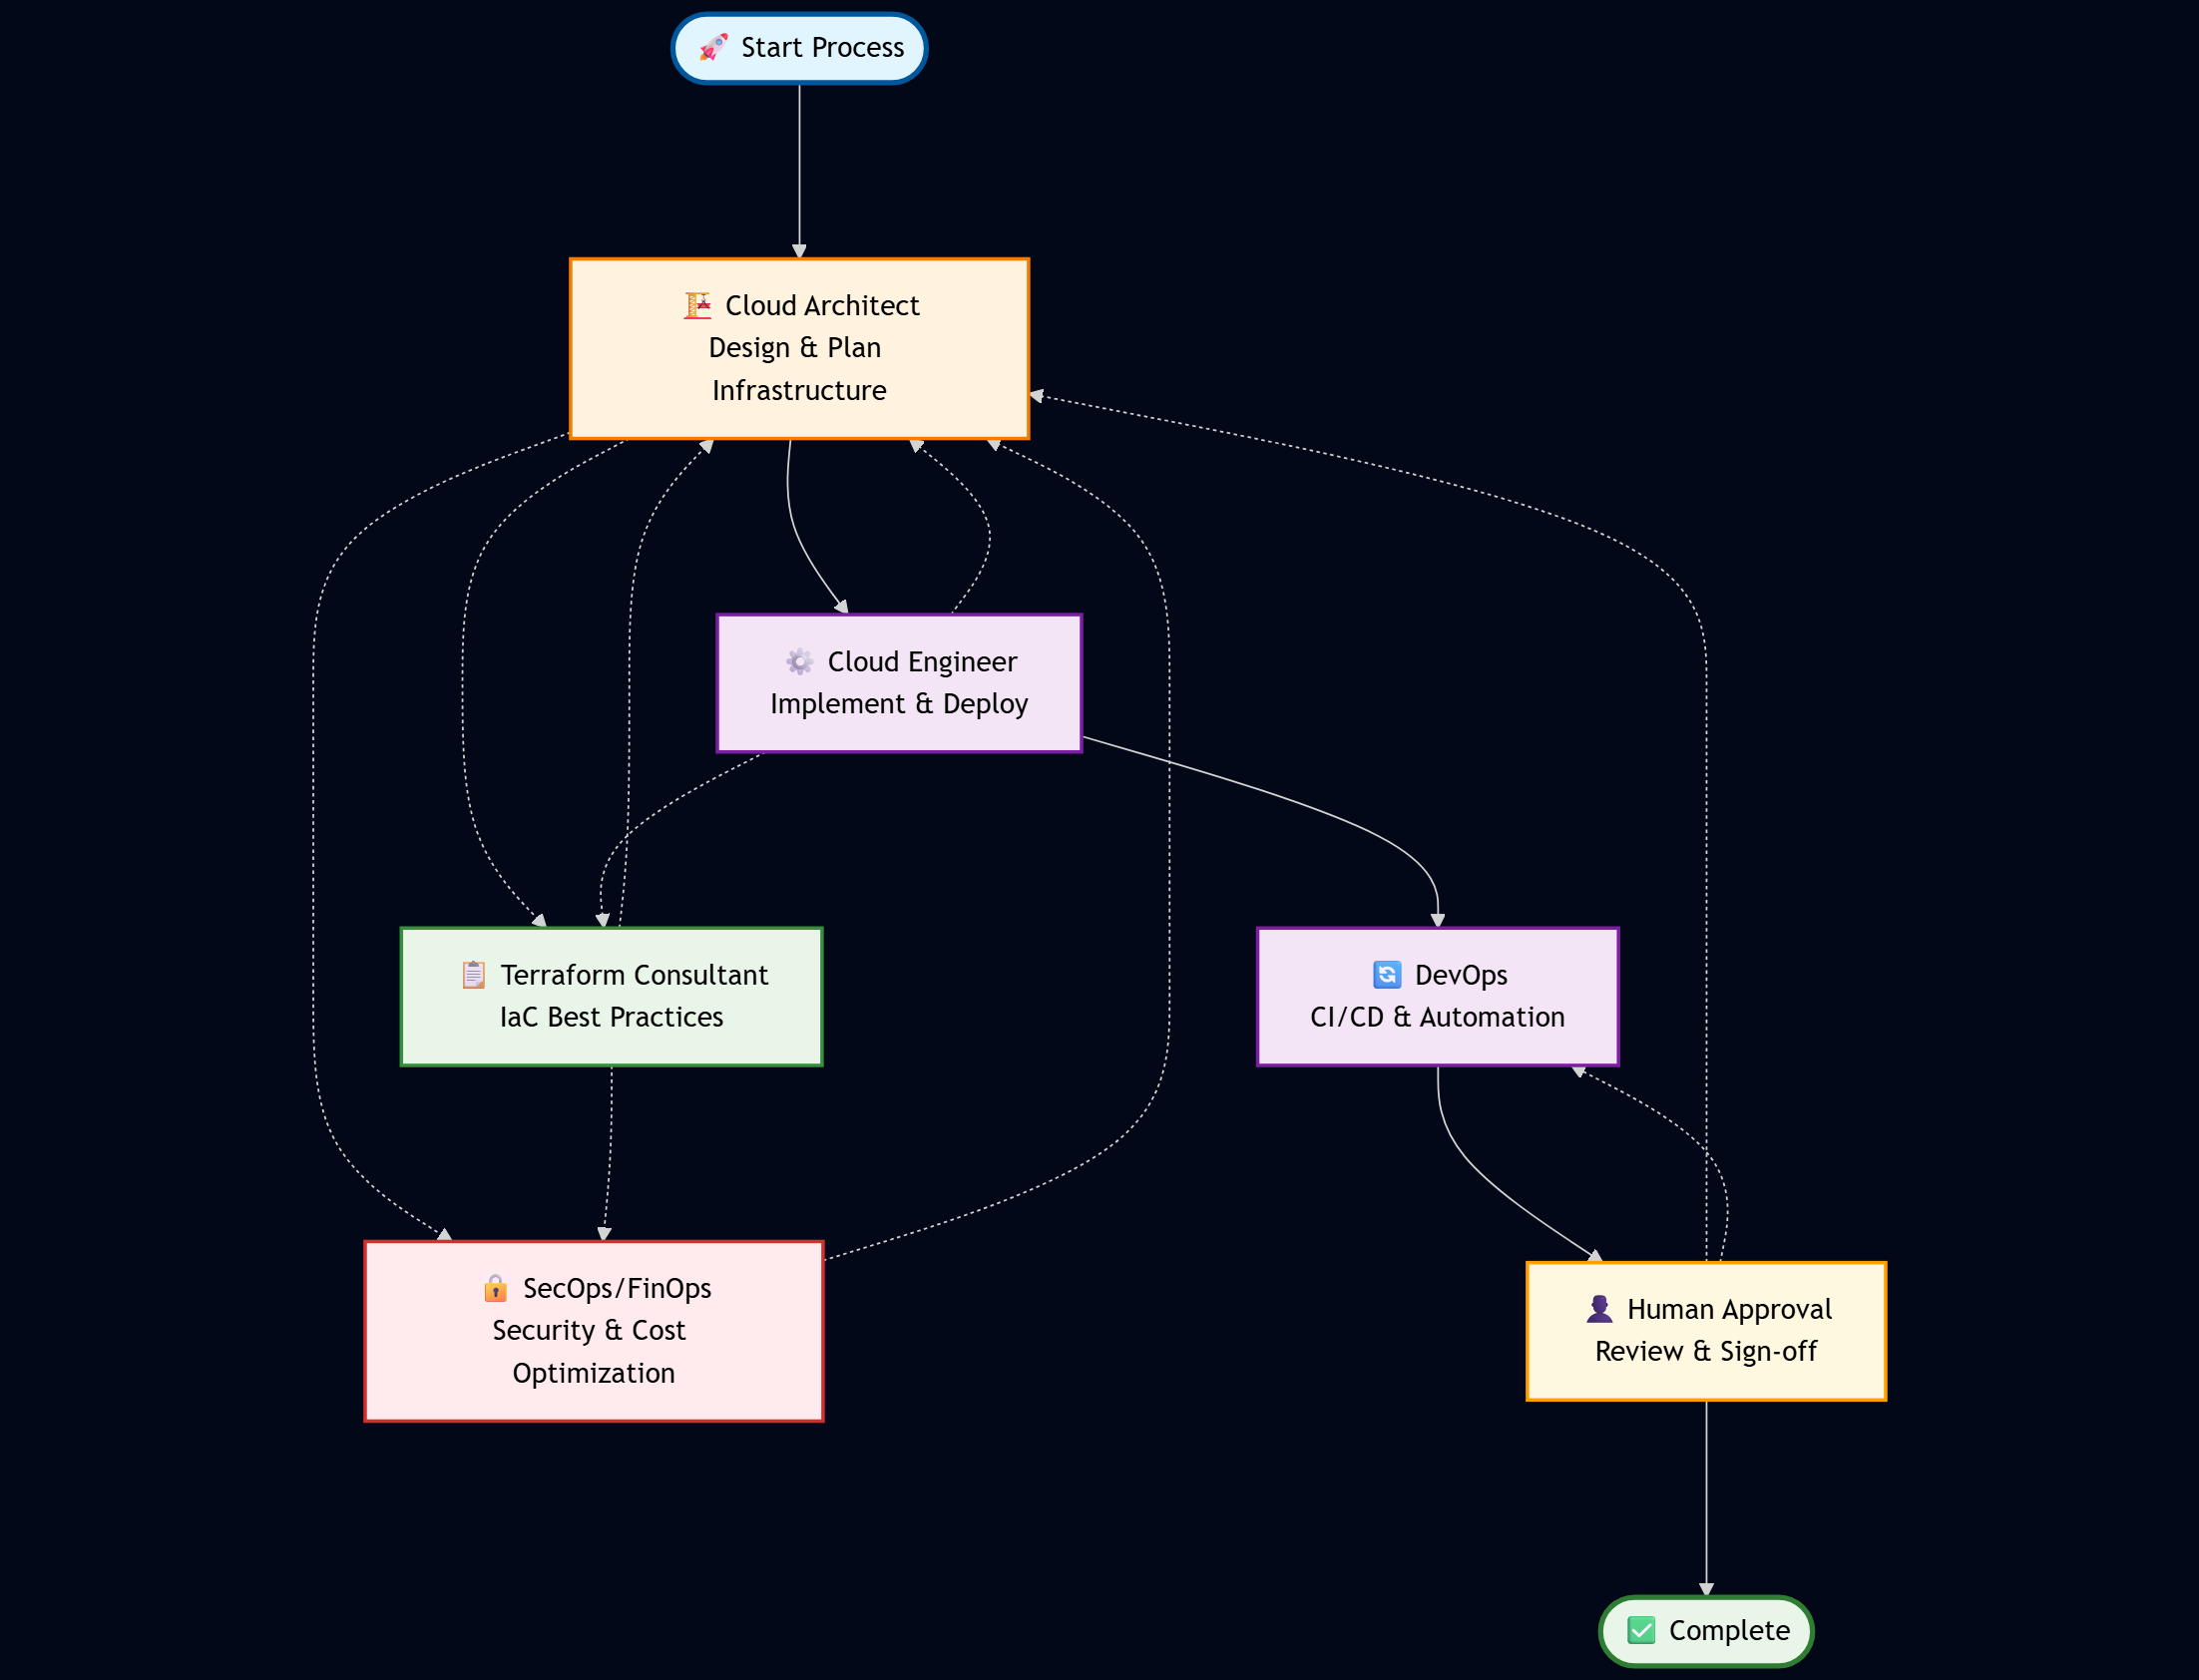 🚀 Start Process
🏗️ Cloud Architect
Design & Plan
Infrastructure
⚙️ Cloud Engineer
Implement & Deploy
📋 Terraform Consultant
IaC Best Practices
🔄 DevOps
CI/CD & Automation
🔒 SecOps/FinOps
Security & Cost
Optimization
👤 Human Approval
Review & Sign-off
✅ Complete